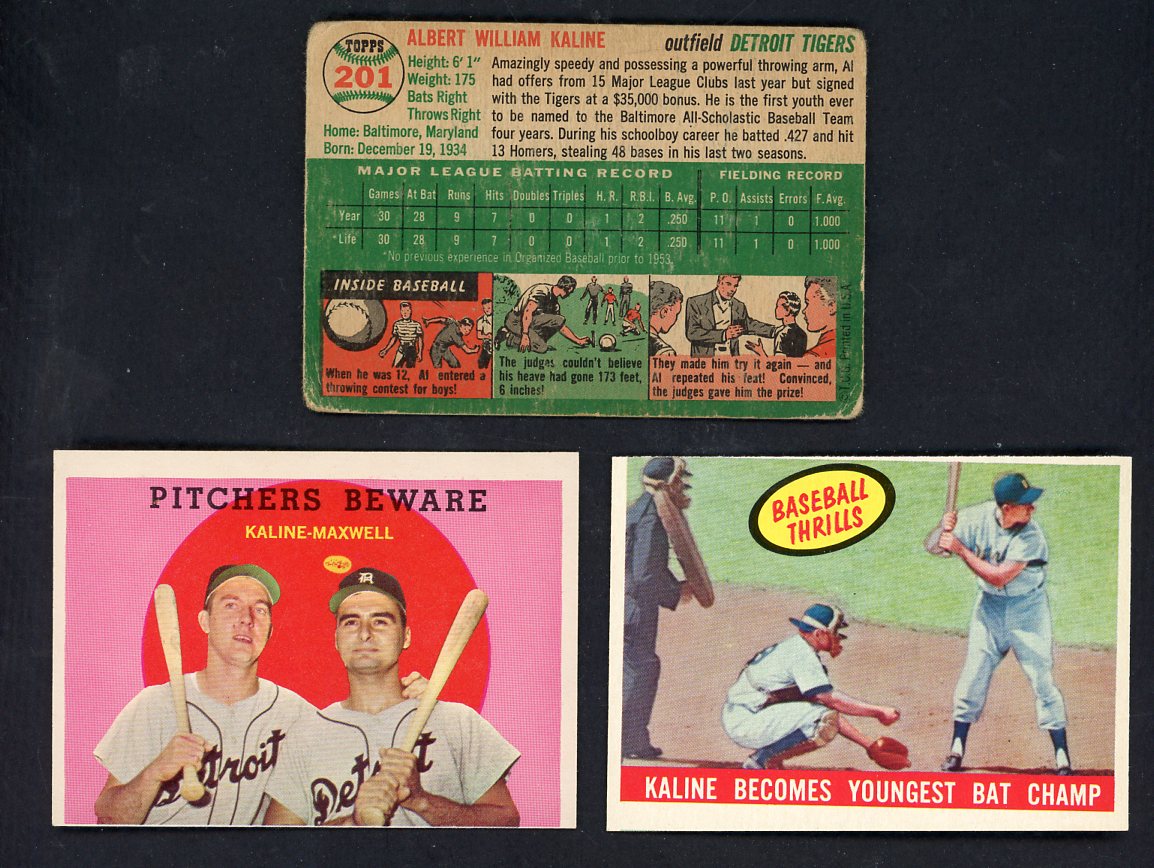 TOPPS
201
ALBERT WILLIAM KALINE
outfield DETROIT TIGERS
Height: 6' 1"
Weight: 175
Bats Right
Throws Right
Home: Baltimore, Maryland
Born: December 19, 1934
Amazingly speedy and possessing a powerful throwing arm, Al
had offers from 15 Major League Clubs last year but signed
with the Tigers at a $35,000 bonus. He is the first youth ever
to be named to the Baltimore All-Scholastic Baseball Team
four years. During his schoolboy career he batted .427 and hit
13 Homers, stealing 48 bases in his last two seasons.
MAJOR LEAGUE BATTING RECORD FIELDING RECORD
Games At Bat Runs Hits Doubles Triples H. R. R.B.I. B. Avg. P. O. Assists Errors F. Avg.
Year 30 28 9 7 0 0 1 2 .250 11 1 0 1.000
*Life 30 28 9 7 0 0 1 2 .250 11 1 0 1.000
*No previous experience in Organized Baseball prior to 1953.
INSIDE BASEBALL
When he was 12, Al entered a
throwing contest for boys!
The judges couldn't believe
his heave had gone 173 feet,
6 inches!
They made him try it again — and
Al repeated his feat! Convinced,
the judges gave him the prize!
© T.C.G. Printed in U.S.A.
PITCHERS BEWARE
KALINE-MAXWELL
Detroit
Detroit
BASEBALL
THRILLS
KALINE BECOMES YOUNGEST BAT CHAMP